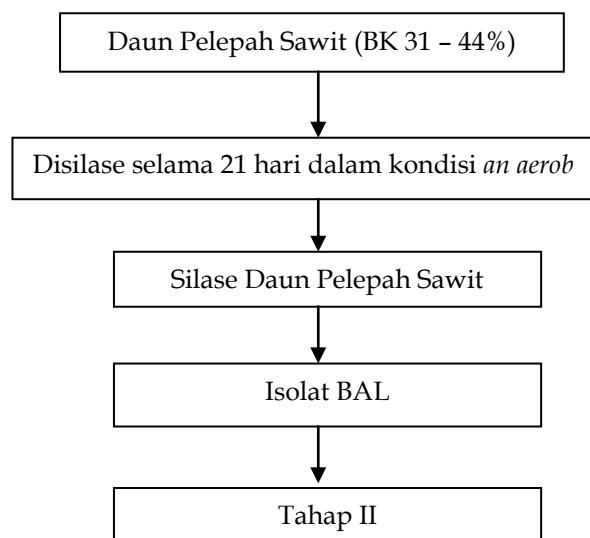 Daun Pelepah Sawit (BK 31 – 44%)
Disilase selama 21 hari dalam kondisi an aerob
Silase Daun Pelepah Sawit
Isolat BAL
Tahap II